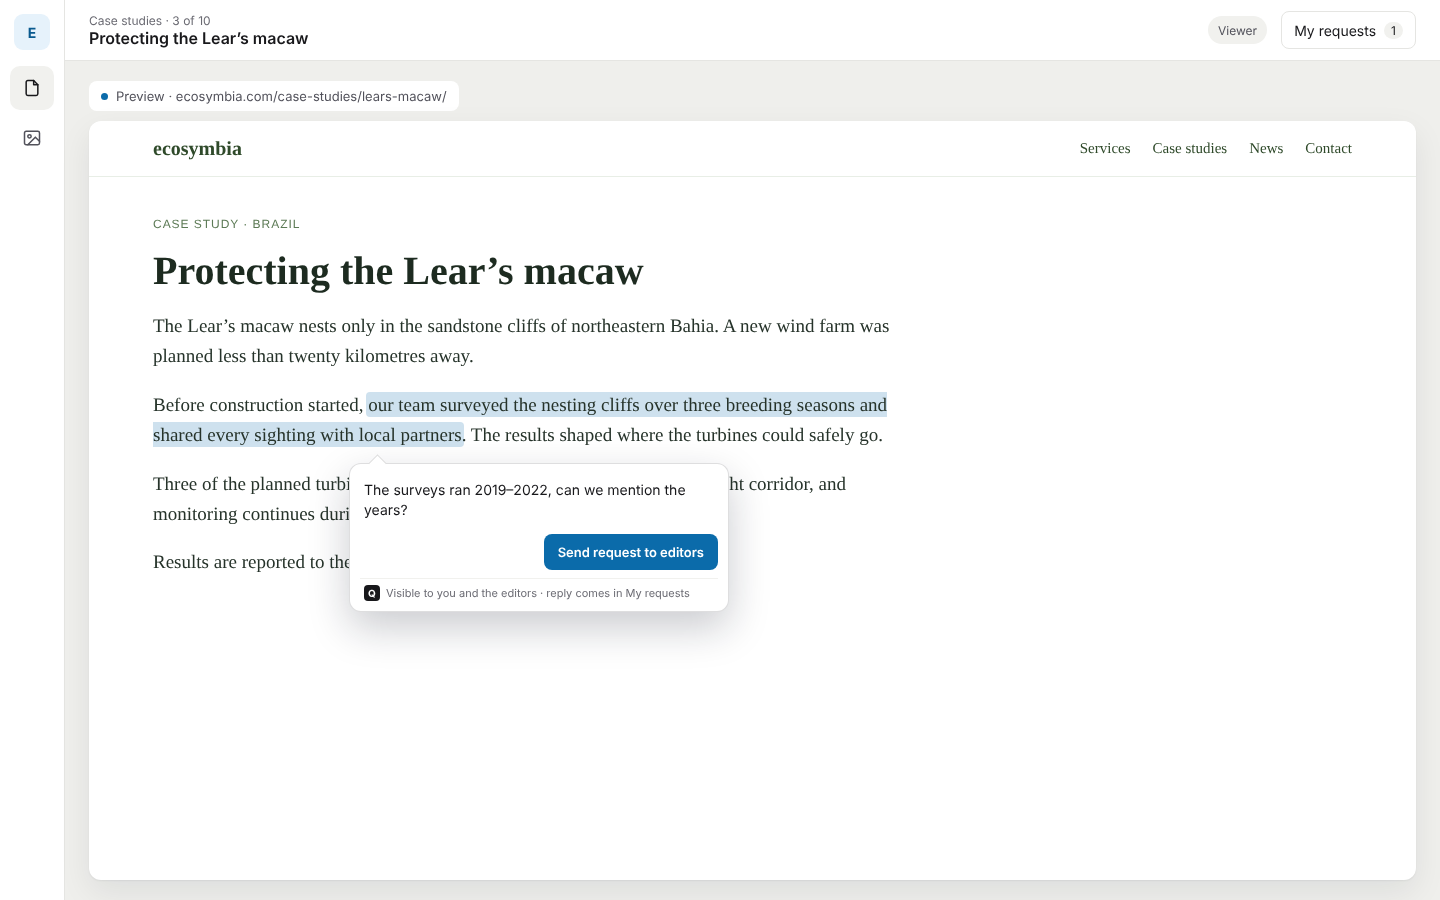 E
Case studies · 3 of 10
Protecting the Lear’s macaw
Viewer
My requests 1
Preview · ecosymbia.com/case-studies/lears-macaw/
ecosymbia
Services Case studies News Contact
CASE STUDY · BRAZIL
Protecting the Lear’s macaw
The Lear’s macaw nests only in the sandstone cliffs of northeastern Bahia. A new wind farm was
planned less than twenty kilometres away.
Before construction started, our team surveyed the nesting cliffs over three breeding seasons and
shared every sighting with local partners. The results shaped where the turbines could safely go.
Three of the planned corridor, and
monitoring continues
Results are reported to the
The surveys ran 2019–2022, can we mention the
years?
Send request to editors
Q Visible to you and the editors · reply comes in My requests